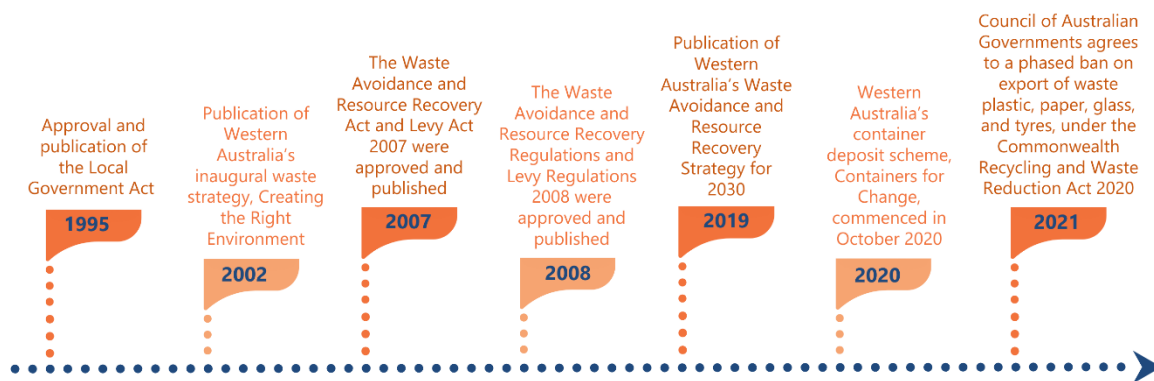 Approval and
publication of
the Local
Government Act
1995
Publication of
Western
Australia's
inaugural waste
strategy, Creating
the Right
Environment
2002
The Waste
Avoidance and
Resource Recovery
Act and Levy Act
2007 were
approved and
published
2007
The Waste
Avoidance and
Resource Recovery
Regulations and
Levy Regulations
2008 were
approved and
published
2008
Publication of
Western
Australia's Waste
Avoidance and
Resource
Recovery
Strategy for
2030
2019
Western
Australia's
container
deposit scheme,
Containers for
Change,
commenced in
October 2020
2020
Council of Australian
Governments agrees
to a phased ban on
export of waste
plastic, paper, glass,
and tyres, under the
Commonwealth
Recycling and Waste
Reduction Act 2020
2021